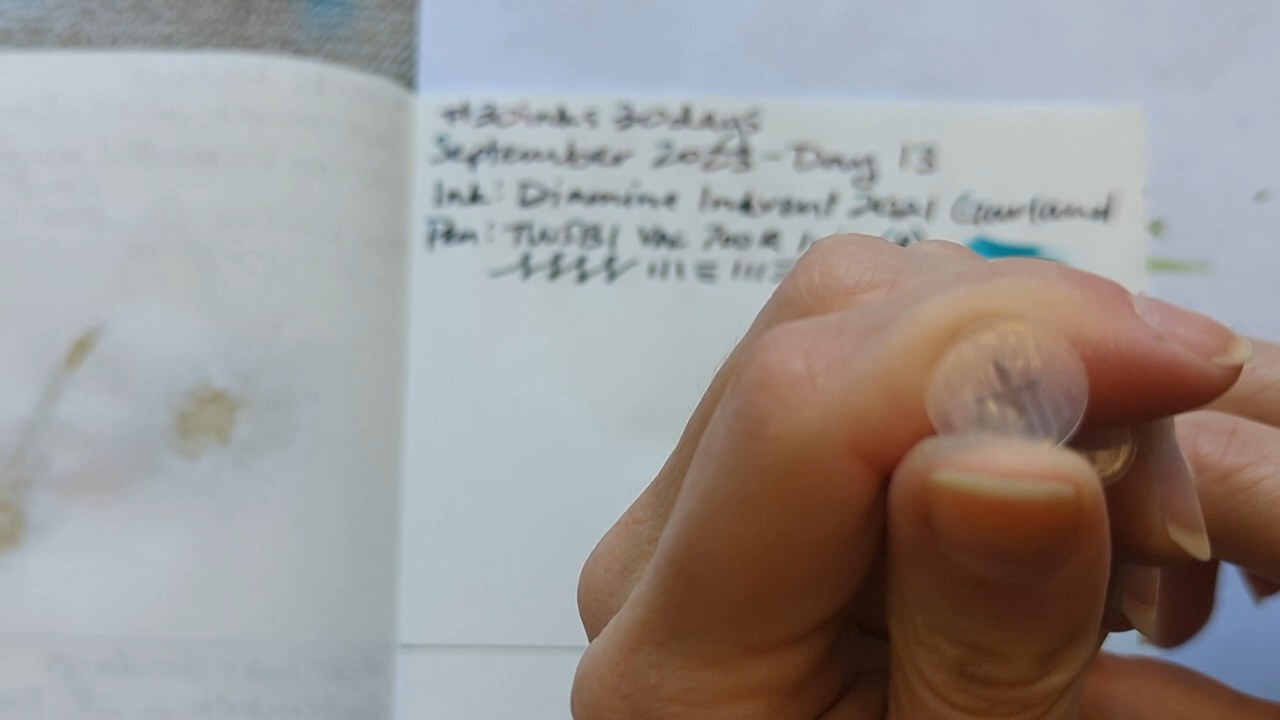 #30inks30days
September 2023 - Day 13
Ink: Diamine Inkvent 2021 Garland
Pen: TWSBI Vac 700R